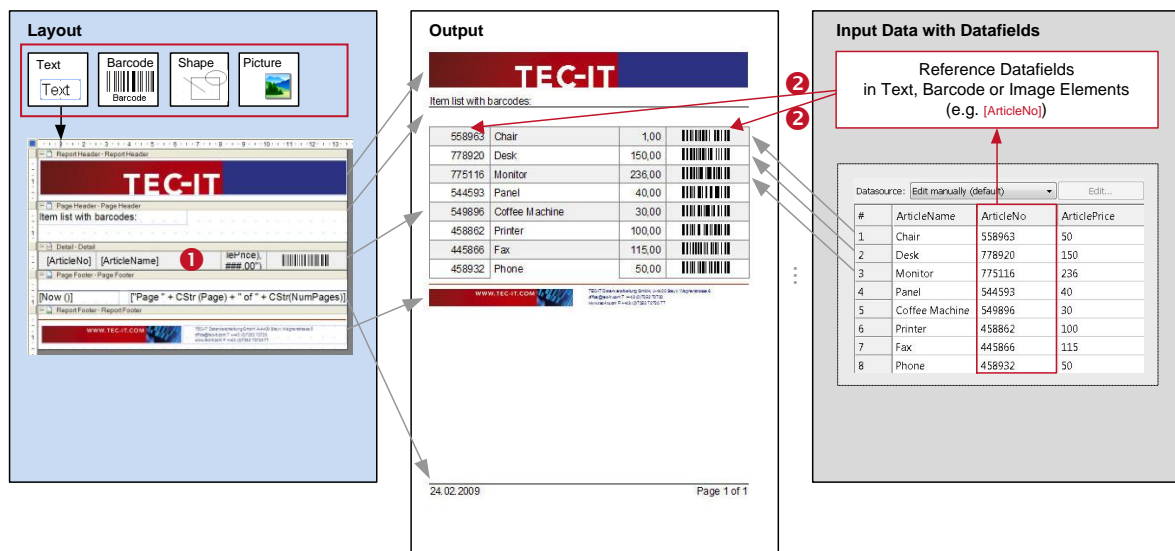 Layout
Text
Barcode
Shape
Picture
Text
Barcode
Report Header - Report Header
TEC-IT
Page Header - Page Header
Item list with barcodes:
Detail - Detail
[ArticleNo] [ArticleName] 1 lePrice), ###.00")
Page Footer - Page Footer
[Now ()] ["Page " + CStr (Page) + " of " + CStr(NumPages)]
Report Footer - Report Footer
WWW.TEC-IT.COM
Output
TEC-IT
Item list with barcodes:
558963 Chair 1,00
778920 Desk 150,00
775116 Monitor 236,00
544593 Panel 40,00
549896 Coffee Machine 30,00
458862 Printer 100,00
445866 Fax 115,00
458932 Phone 50,00
WWW.TEC-IT.COM
24.02.2009 Page 1 of 1
Input Data with Datafields
2
2
Reference Datafields
in Text, Barcode or Image Elements
(e.g. [ArticleNo])
Datasource: Edit manually (default) Edit...
# ArticleName ArticleNo ArticlePrice
1 Chair 558963 50
2 Desk 778920 150
3 Monitor 775116 236
4 Panel 544593 40
5 Coffee Machine 549896 30
6 Printer 458862 100
7 Fax 445866 115
8 Phone 458932 50